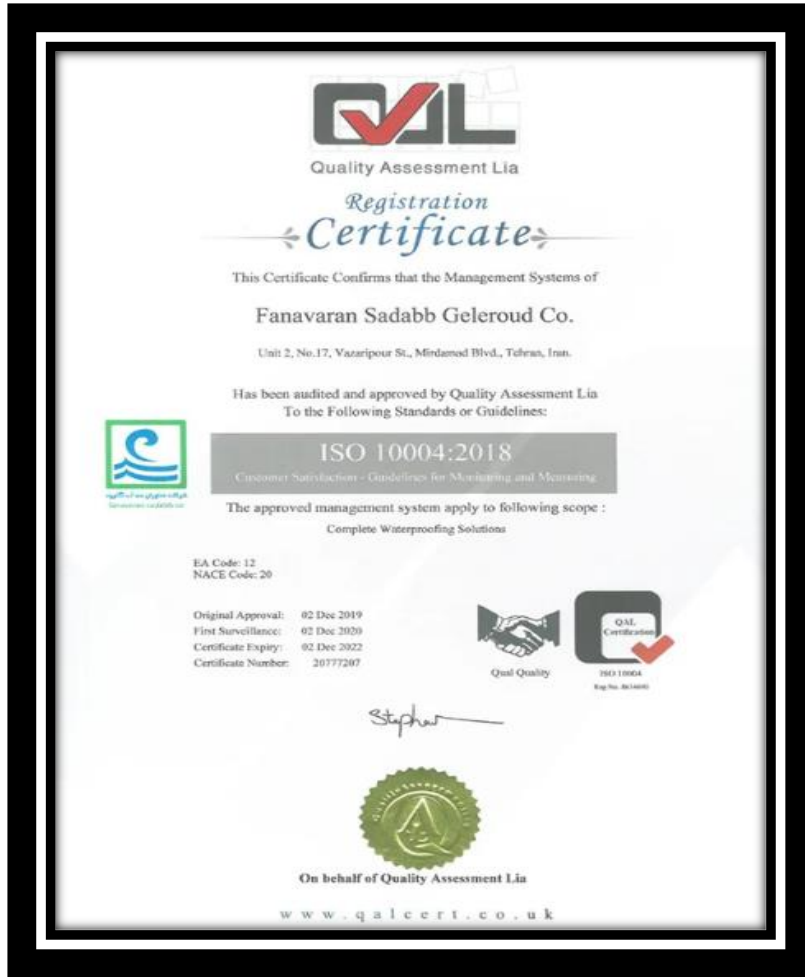 QAL
Quality Assessment Lia
Registration
Certificate
This Certificate Confirms that the Management Systems of
Fanavaran Sadabb Geleroud Co.
Unit 2, No.17, Vazaripour St., Mirdamad Blvd., Tehran, Iran.
Has been audited and approved by Quality Assessment Lia
To the Following Standards or Guidelines:
ISO 10004:2018
Customer Satisfaction - Guidelines for Monitoring and Measuring
The approved management system apply to following scope :
Complete Waterproofing Solutions
EA Code: 12
NACE Code: 20
Original Approval: 02 Dec 2019
First Surveillance: 02 Dec 2020
Certificate Expiry: 02 Dec 2022
Certificate Number: 20777207
Qual Quality
QAL
Certification
ISO 10004
Reg No.
Stephen
On behalf of Quality Assessment Lia
www.qalcert.co.uk